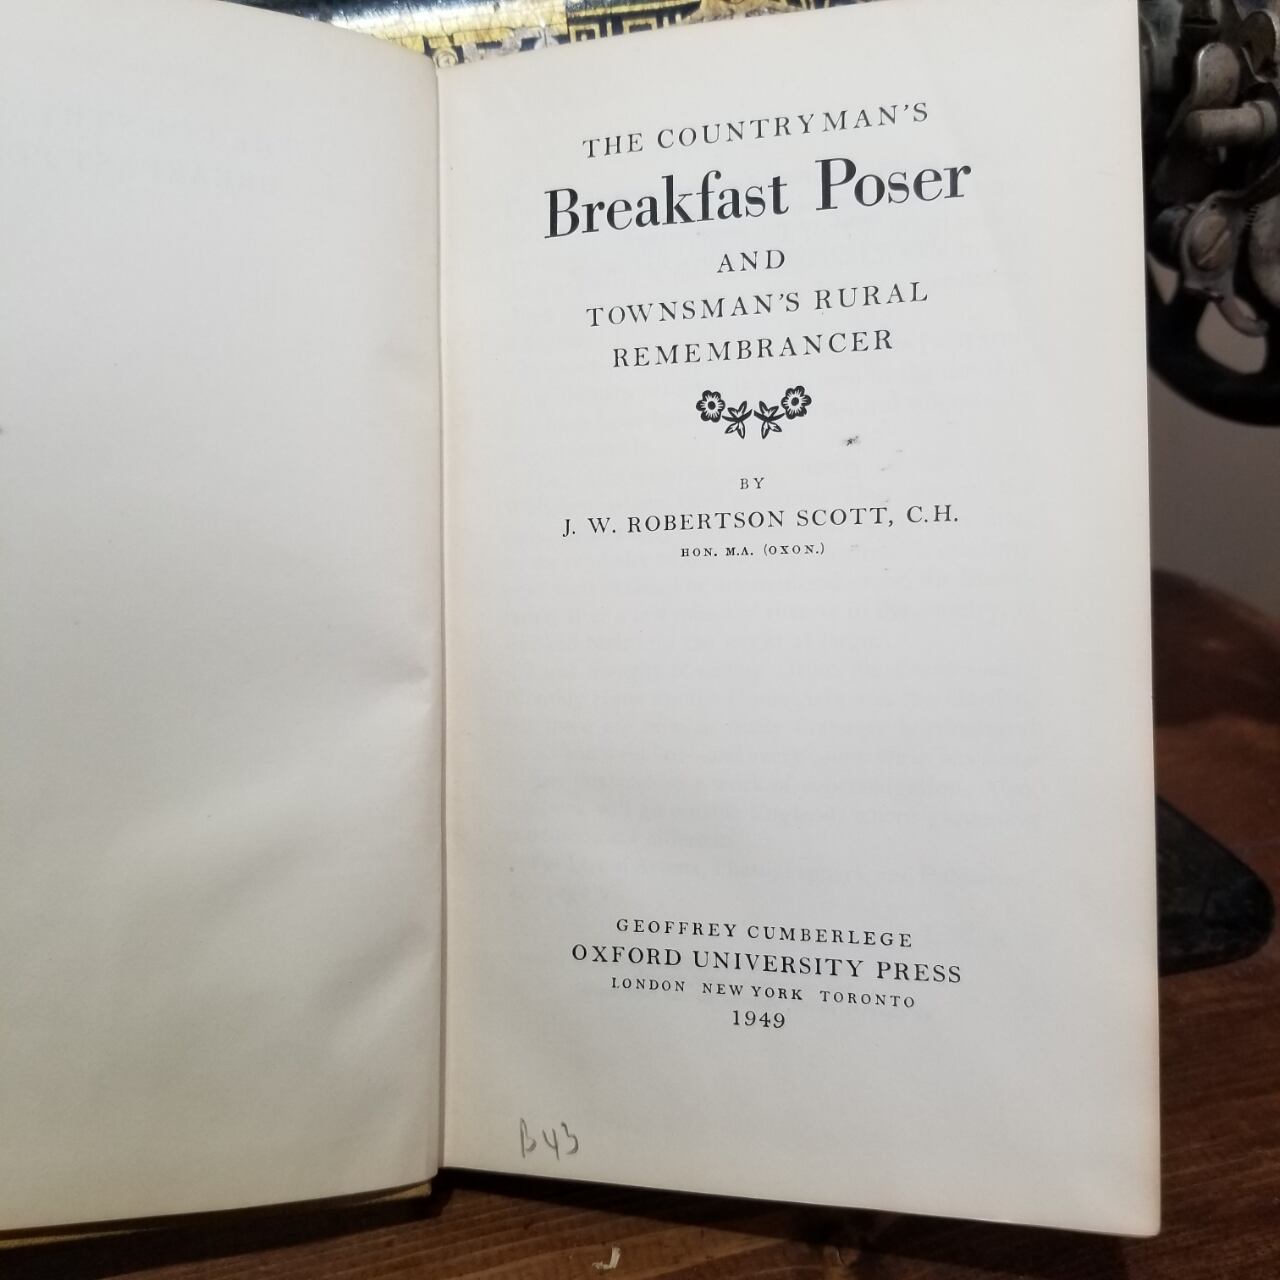 THE COUNTRYMAN'S
Breakfast Poser
AND
TOWNSMAN'S RURAL
REMEMBRANCER
BY
J. W. ROBERTSON SCOTT, C.H.
HON. M.A. (OXON.)
GEOFFREY CUMBERLEGE
OXFORD UNIVERSITY PRESS
LONDON NEW YORK TORONTO
1949
B43